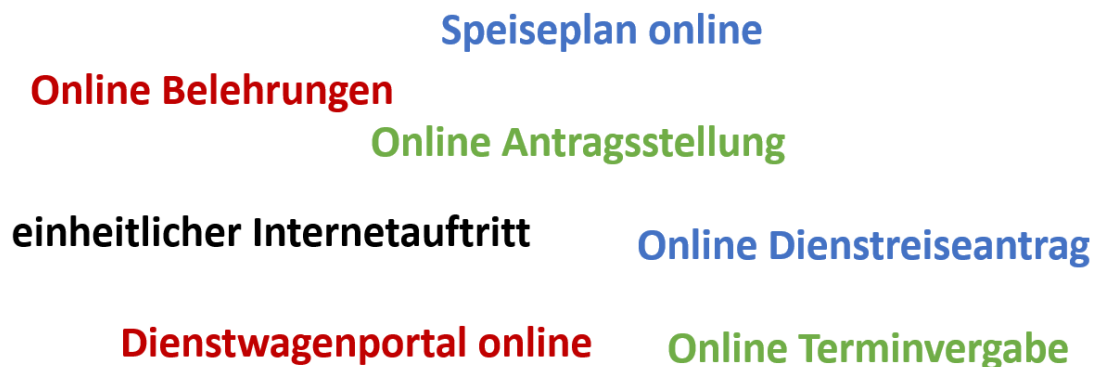 Speiseplan online
Online Belehrungen
Online Antragsstellung
einheitlicher Internetauftritt
Online Dienstreiseantrag
Dienstwagenportal online
Online Terminvergabe